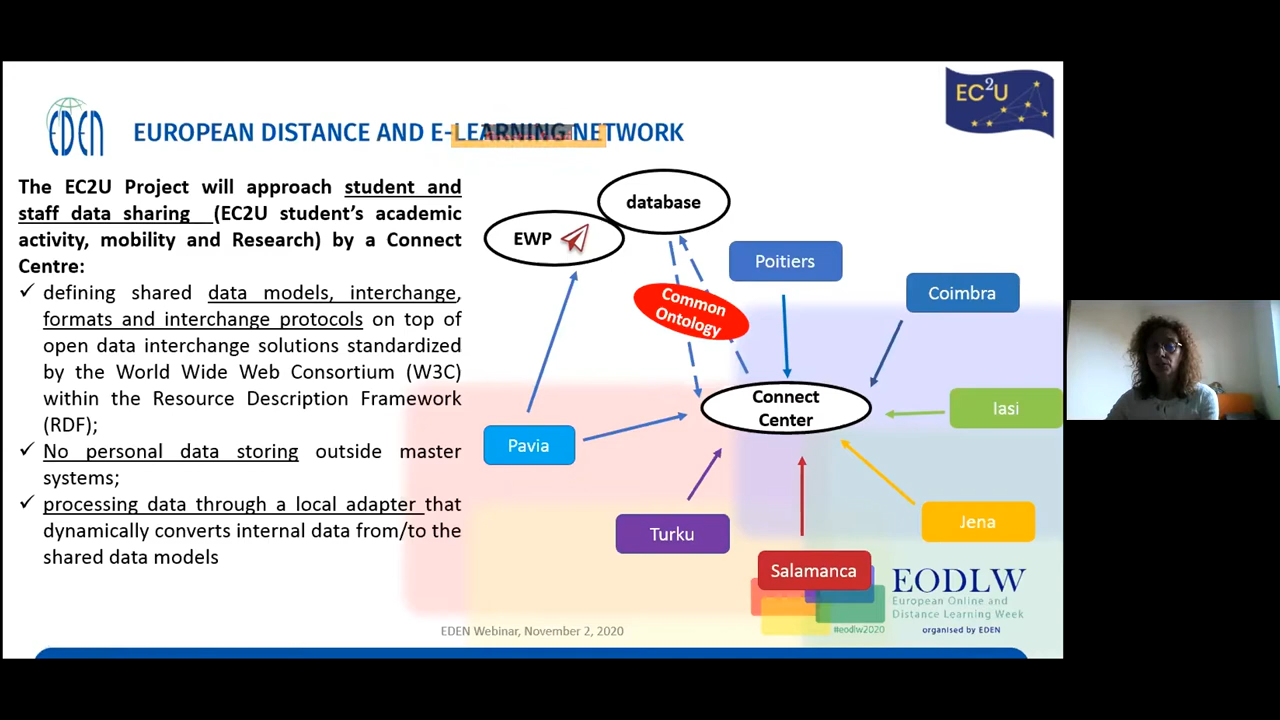 EDEN
EUROPEAN DISTANCE AND E-LEARNING NETWORK
EC2U
The EC2U Project will approach student and
staff data sharing (EC2U student's academic
activity, mobility and Research) by a Connect
Centre:
✓ defining shared data models, interchange,
formats and interchange protocols on top of
open data interchange solutions standardized
by the World Wide Web Consortium (W3C)
within the Resource Description Framework
(RDF);
✓ No personal data storing outside master
systems;
✓ processing data through a local adapter that
dynamically converts internal data from/to the
shared data models
database
EWP
Poitiers
Coimbra
Common
Ontology
Connect
Center
Iasi
Pavia
Jena
Turku
Salamanca
EODLW
European Online and
Distance Learning Week
#eodlw2020
organised by EDEN
EDEN Webinar, November 2, 2020